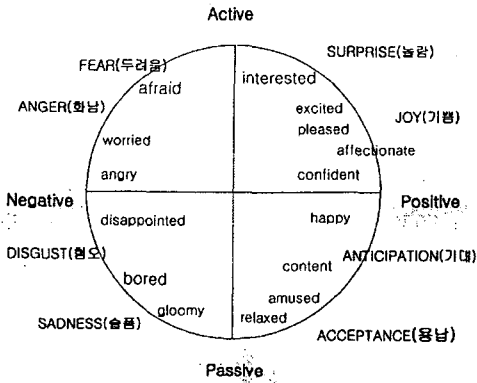 Active
FEAR(두려움)
SURPRISE(놀람)
afraid
interested
ANGER(화남)
excited
JOY(기쁨)
pleased
worried
affectionate
angry
confident
Negative
Positive
disappointed
happy
DISGUST(혐오)
ANTICIPATION(기대)
content
bored
amused
gloomy
relaxed
SADNESS(슬픔)
ACCEPTANCE(용납)
Passive